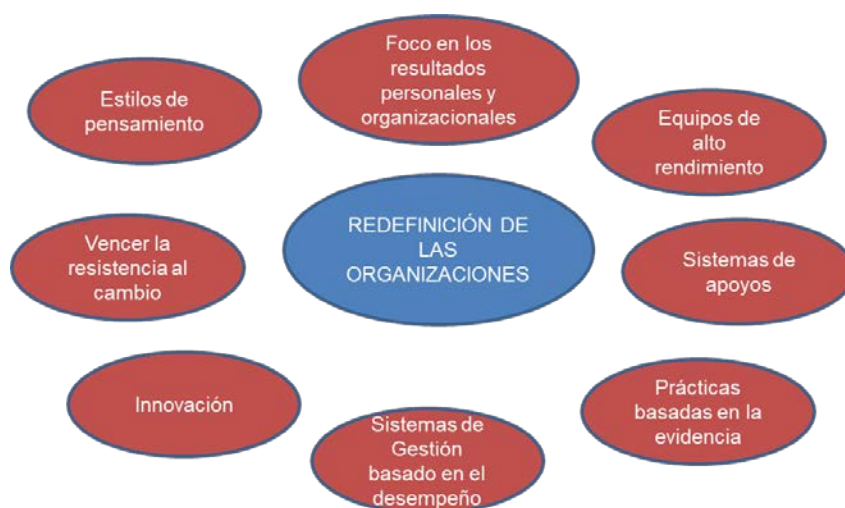 Foco en los
resultados
personales y
organizacionales
Estilos de
pensamiento
Equipos de
alto
rendimiento
REDEFINICIÓN DE
LAS
ORGANIZACIONES
Vencer la
resistencia al
cambio
Sistemas de
apoyos
Innovación
Prácticas
basadas en la
evidencia
Sistemas de
Gestión
basado en el
desempeño